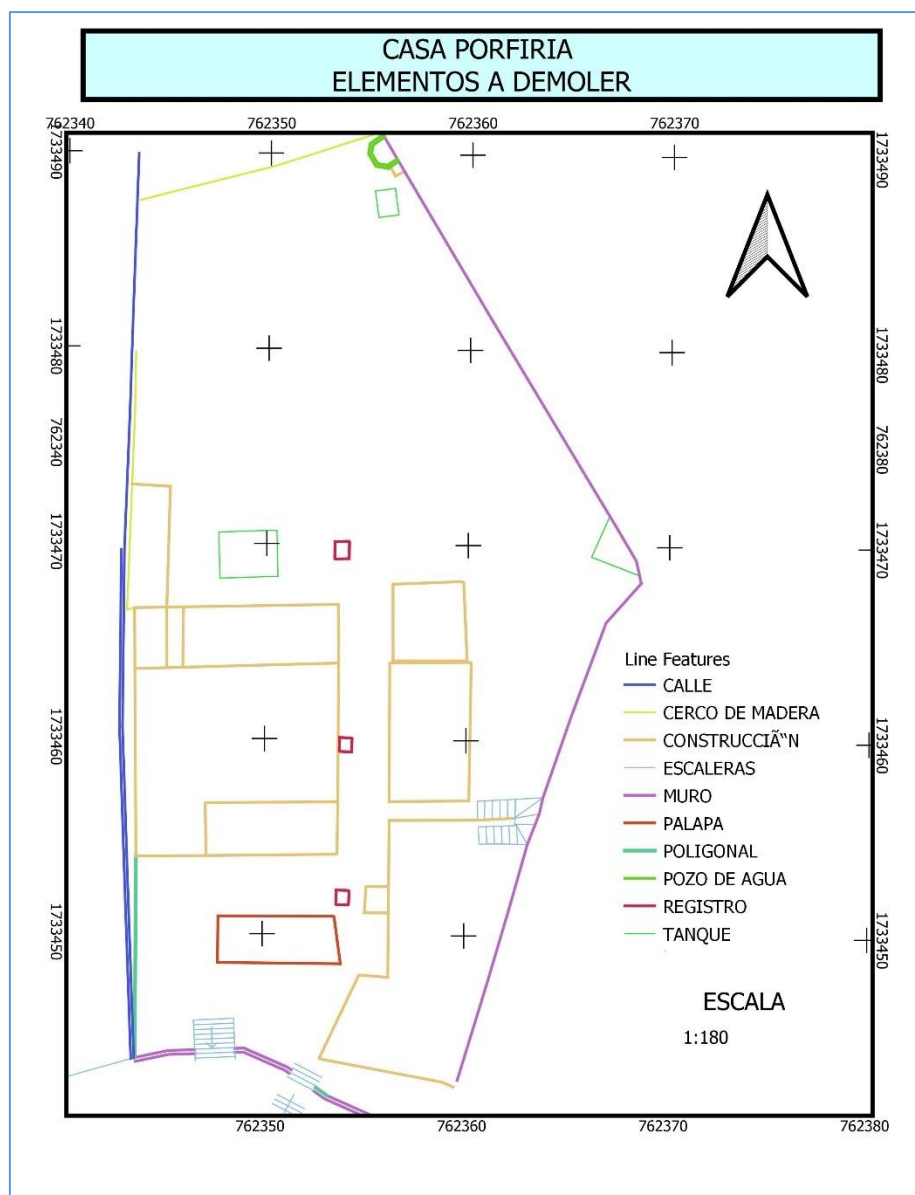 CASA PORFIRIA
ELEMENTOS A DEMOLER
762340
762350
762360
762370
1733490
1733490
1733480
1733480
762340
762380
1733470
1733470
Line Features
CALLE
CERCO DE MADERA
CONSTRUCCIÃ“N
ESCALERAS
MURO
PALAPA
POLIGONAL
POZO DE AGUA
REGISTRO
TANQUE
1733460
1733460
1733450
1733450
ESCALA
1:180
762350
762360
762370
762380